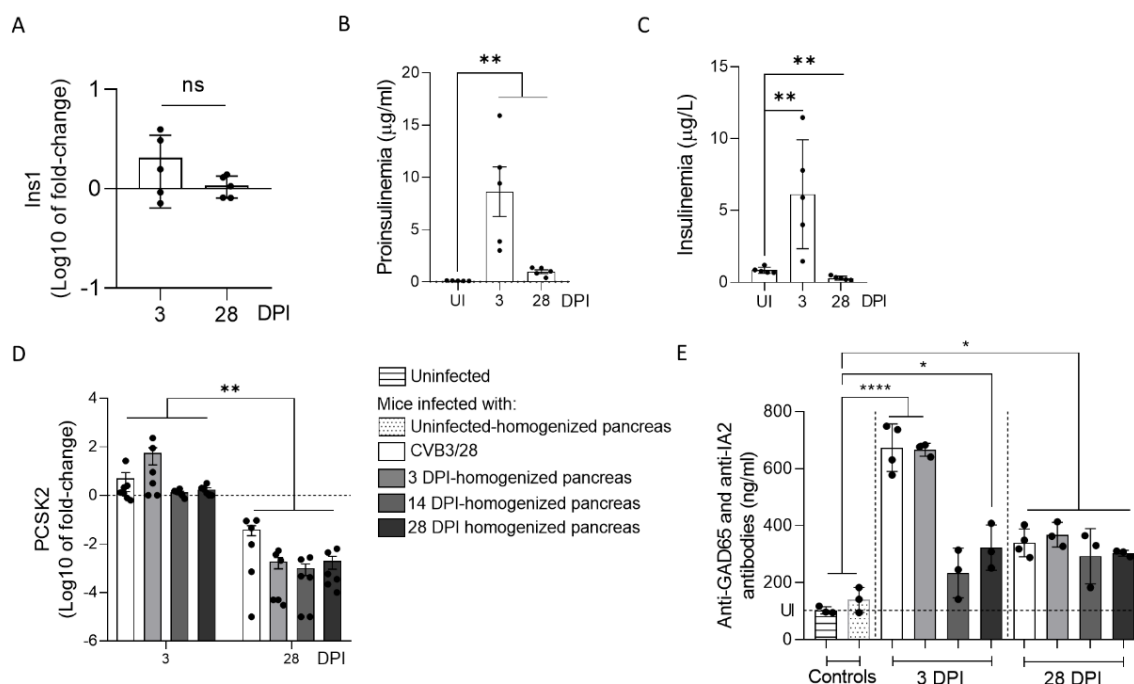 A
Ins1
(Log10 of fold-change)
1
0
-1
ns
3 28 DPI
B
Proinsulinemia (µg/ml)
20
15
10
5
0
**
UI 3 28 DPI
C
Insulinemia (µg/L)
15
10
5
0
**
**
UI 3 28 DPI
D
PCSK2
(Log10 of fold-change)
4
2
0
-2
-4
-6
**
3 28 DPI
Uninfected
Mice infected with:
Uninfected-homogenized pancreas
CVB3/28
3 DPI-homogenized pancreas
14 DPI-homogenized pancreas
28 DPI homogenized pancreas
E
Anti-GAD65 and anti-IA2
antibodies (ng/ml)
800
600
400
200
UI
0
*
*
****
Controls 3 DPI 28 DPI